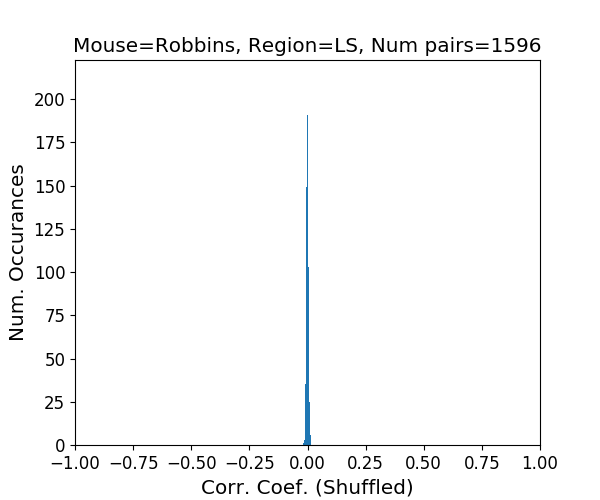 Mouse=Robbins, Region=LS, Num pairs=1596
Num. Occurances
200
175
150
125
100
75
50
25
0
−1.00 −0.75 −0.50 −0.25 0.00 0.25 0.50 0.75 1.00
Corr. Coef. (Shuffled)